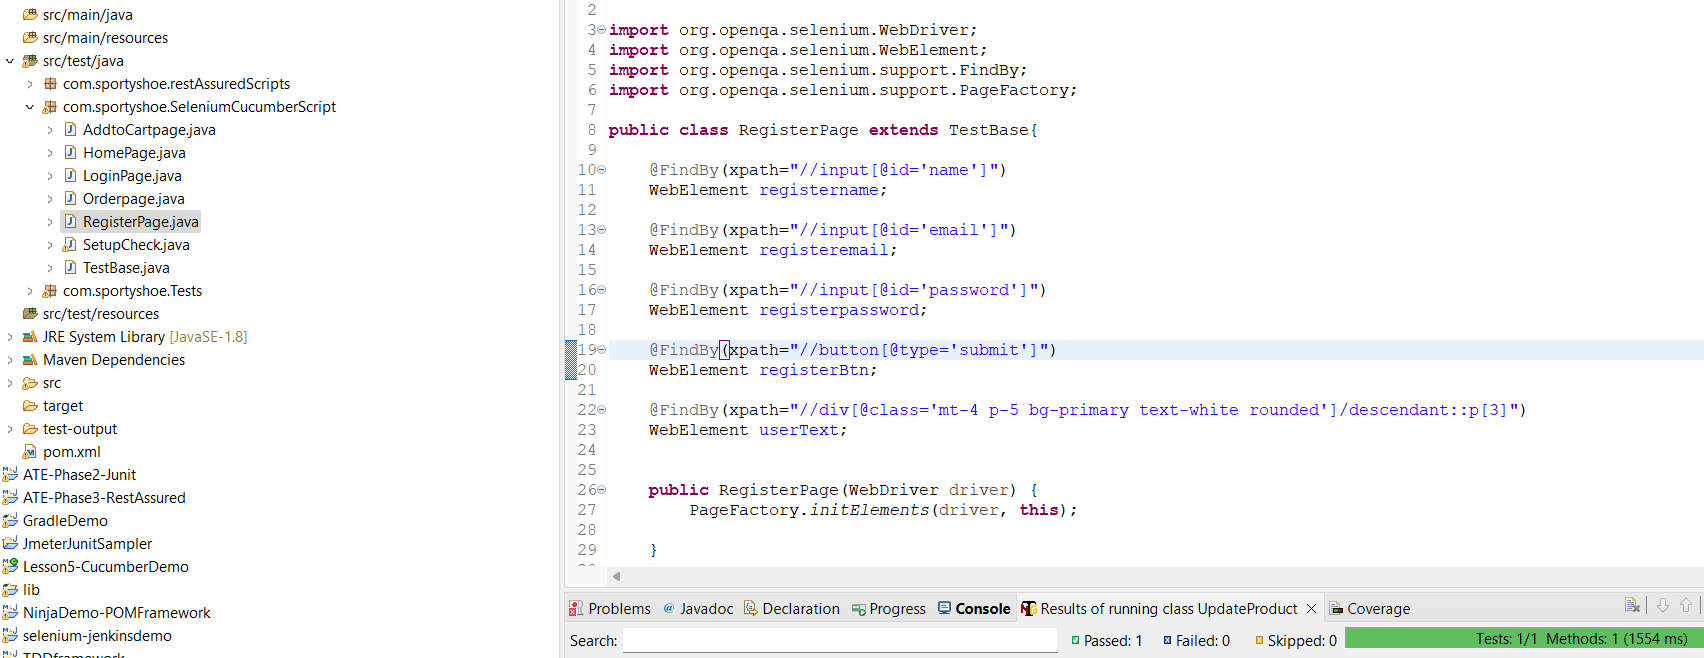 src/main/java
src/main/resources
src/test/java
com.sportyshoe.restAssuredScripts
com.sportyshoe.SeleniumCucumberScript
AddtoCartpage.java
HomePage.java
LoginPage.java
Orderpage.java
RegisterPage.java
SetupCheck.java
TestBase.java
com.sportyshoe.Tests
src/test/resources
JRE System Library [JavaSE-1.8]
Maven Dependencies
src
target
test-output
pom.xml
ATE-Phase2-Junit
ATE-Phase3-RestAssured
GradleDemo
JmeterJunitSampler
Lesson5-CucumberDemo
lib
NinjaDemo-POMFramework
selenium-jenkinsdemo
TDDframework
2
3 import org.openqa.selenium.WebDriver;
4 import org.openqa.selenium.WebElement;
5 import org.openqa.selenium.support.FindBy;
6 import org.openqa.selenium.support.PageFactory;
7
8 public class RegisterPage extends TestBase{
9
10 @FindBy(xpath="//input[@id='name']")
11 WebElement registername;
12
13 @FindBy(xpath="//input[@id='email']")
14 WebElement registeremail;
15
16 @FindBy(xpath="//input[@id='password']")
17 WebElement registerpassword;
18
19 @FindBy(xpath="//button[@type='submit']")
20 WebElement registerBtn;
21
22 @FindBy(xpath="//div[@class='mt-4 p-5 bg-primary text-white rounded']/descendant::p[3]")
23 WebElement userText;
24
25
26 public RegisterPage(WebDriver driver) {
27 PageFactory.initElements(driver, this);
28
29 }
Problems @ Javadoc Declaration Progress Console Results of running class UpdateProduct Coverage
Search: Passed: 1 Failed: 0 Skipped: 0 Tests: 1/1 Methods: 1 (1554 ms)